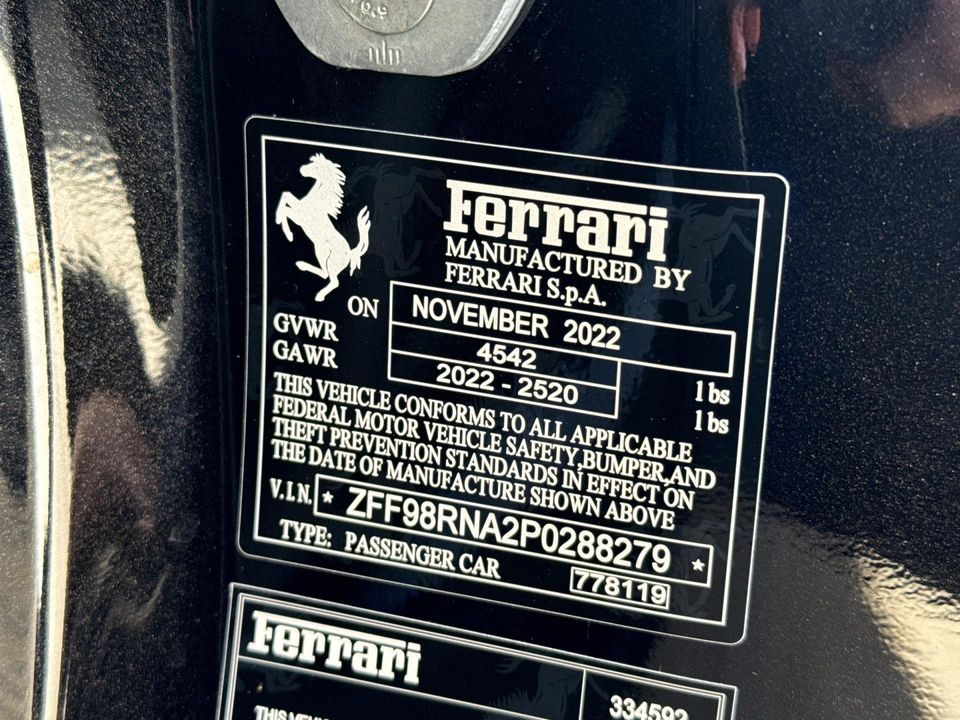 Ferrari
MANUFACTURED BY
FERRARI S.p.A.
ON NOVEMBER 2022
GVWR 4542 lbs
GAWR 2022 - 2520 lbs
THIS VEHICLE CONFORMS TO ALL APPLICABLE
FEDERAL MOTOR VEHICLE SAFETY,BUMPER,AND
THEFT PREVENTION STANDARDS IN EFFECT ON
THE DATE OF MANUFACTURE SHOWN ABOVE
V.I.N. * ZFF98RNA2P0288279 *
TYPE: PASSENGER CAR 778119
Ferrari
334592